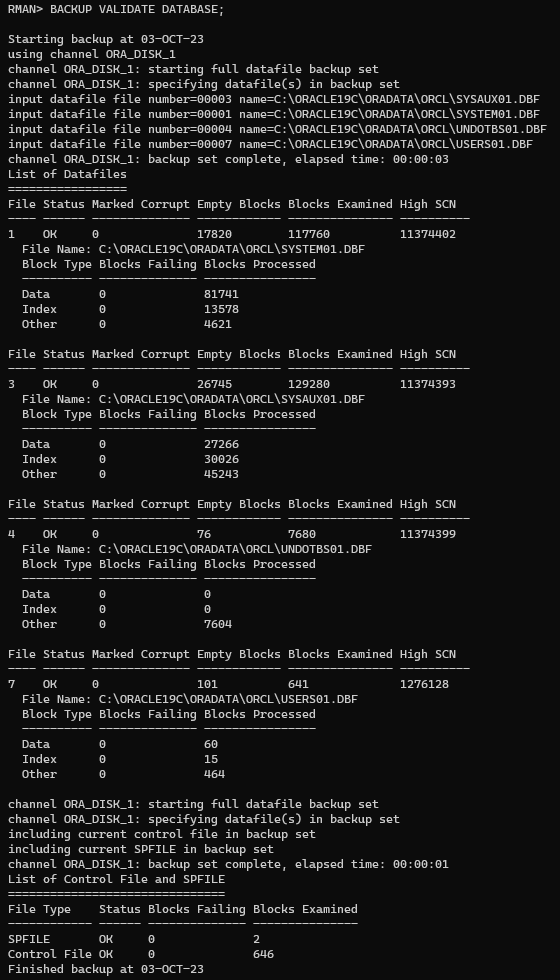 RMAN> BACKUP VALIDATE DATABASE;
Starting backup at 03-OCT-23
using channel ORA_DISK_1
channel ORA_DISK_1: starting full datafile backup set
channel ORA_DISK_1: specifying datafile(s) in backup set
input datafile file number=00003 name=C:\ORACLE19C\ORADATA\ORCL\SYSAUX01.DBF
input datafile file number=00001 name=C:\ORACLE19C\ORADATA\ORCL\SYSTEM01.DBF
input datafile file number=00004 name=C:\ORACLE19C\ORADATA\ORCL\UNDOTBS01.DBF
input datafile file number=00007 name=C:\ORACLE19C\ORADATA\ORCL\USERS01.DBF
channel ORA_DISK_1: backup set complete, elapsed time: 00:00:03
List of Datafiles
=================
File Status Marked Corrupt Empty Blocks Blocks Examined High SCN
---- ------ -------------- ------------ --------------- ----------
1    OK     0              17820        117760          11374402
  File Name: C:\ORACLE19C\ORADATA\ORCL\SYSTEM01.DBF
  Block Type Blocks Failing Blocks Processed
  ---------- -------------- ----------------
  Data       0              81741
  Index      0              13578
  Other      0              4621
File Status Marked Corrupt Empty Blocks Blocks Examined High SCN
---- ------ -------------- ------------ --------------- ----------
3    OK     0              26745        129280          11374393
  File Name: C:\ORACLE19C\ORADATA\ORCL\SYSAUX01.DBF
  Block Type Blocks Failing Blocks Processed
  ---------- -------------- ----------------
  Data       0              27266
  Index      0              30026
  Other      0              45243
File Status Marked Corrupt Empty Blocks Blocks Examined High SCN
---- ------ -------------- ------------ --------------- ----------
4    OK     0              76           7680            11374399
  File Name: C:\ORACLE19C\ORADATA\ORCL\UNDOTBS01.DBF
  Block Type Blocks Failing Blocks Processed
  ---------- -------------- ----------------
  Data       0              0
  Index      0              0
  Other      0              7604
File Status Marked Corrupt Empty Blocks Blocks Examined High SCN
---- ------ -------------- ------------ --------------- ----------
7    OK     0              101          641             1276128
  File Name: C:\ORACLE19C\ORADATA\ORCL\USERS01.DBF
  Block Type Blocks Failing Blocks Processed
  ---------- -------------- ----------------
  Data       0              60
  Index      0              15
  Other      0              464
channel ORA_DISK_1: starting full datafile backup set
channel ORA_DISK_1: specifying datafile(s) in backup set
including current control file in backup set
including current SPFILE in backup set
channel ORA_DISK_1: backup set complete, elapsed time: 00:00:01
List of Control File and SPFILE
===============================
File Type    Status Blocks Failing Blocks Examined
------------ ------ -------------- ---------------
SPFILE       OK     0              2
Control File OK     0              646
Finished backup at 03-OCT-23